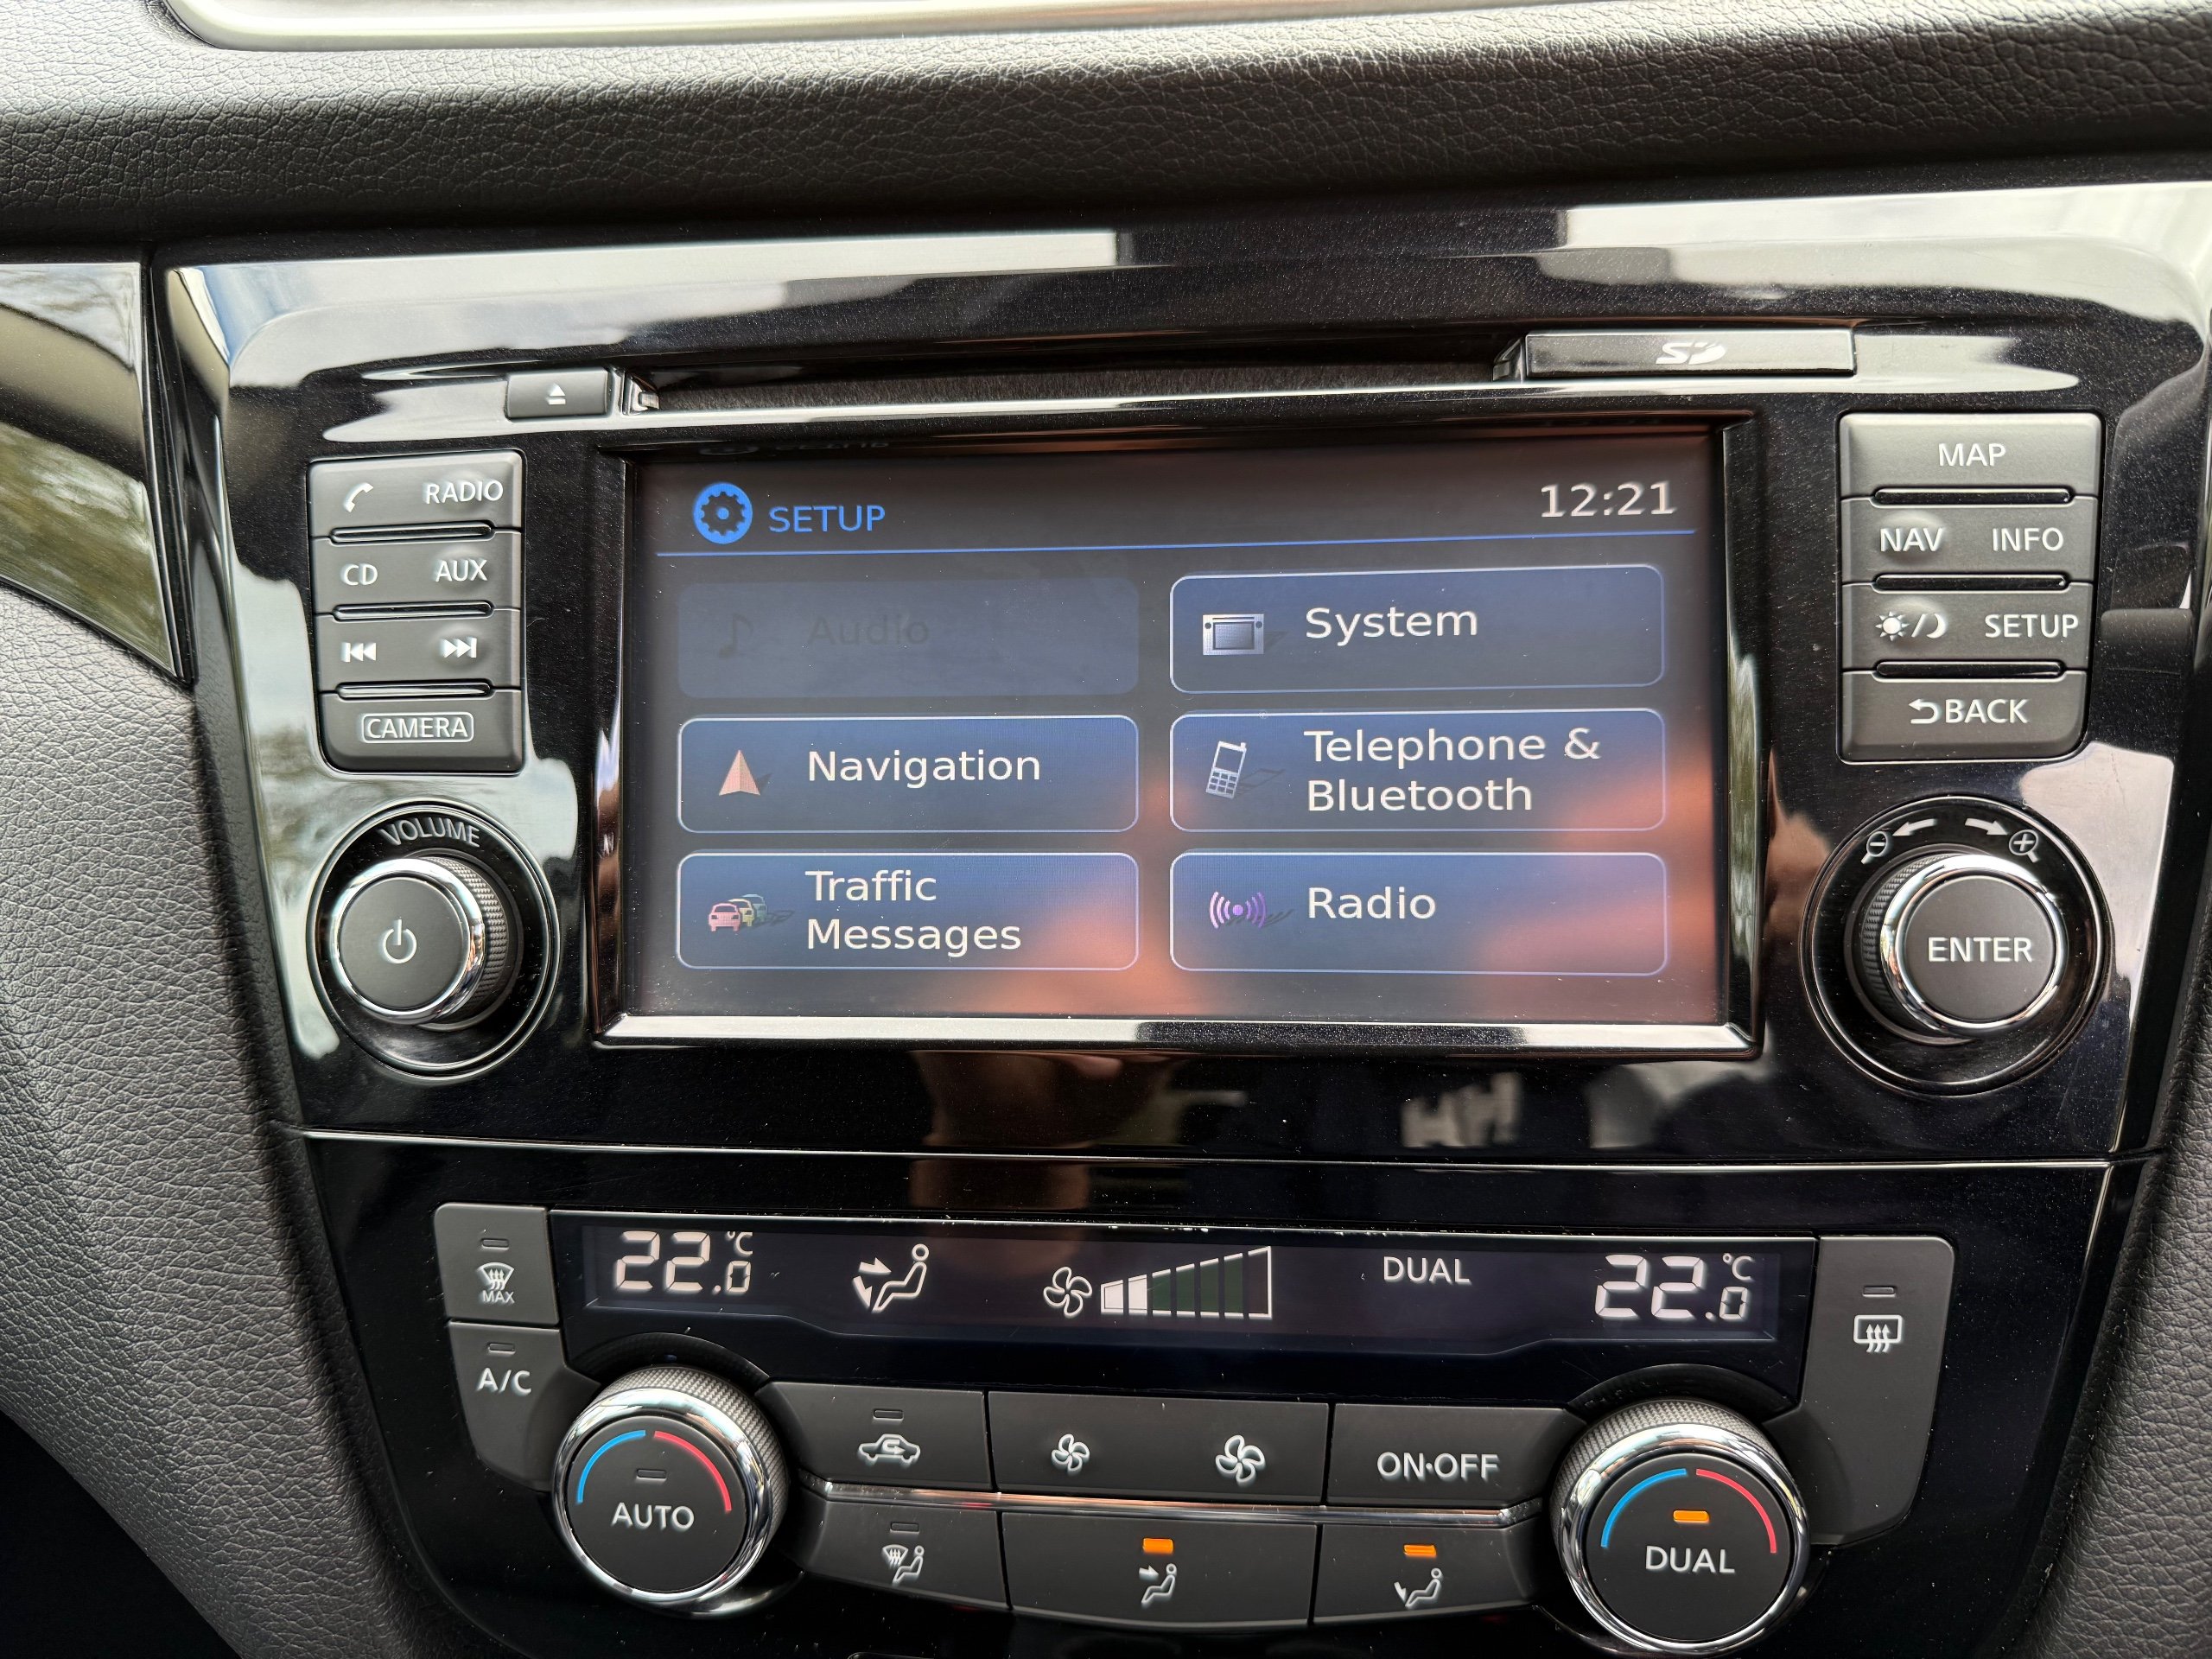 SD
RADIO
CD AUX
CAMERA
VOLUME
SETUP
12:21
Audio
System
Navigation
Telephone &
Bluetooth
Traffic
Messages
Radio
MAP
NAV INFO
SETUP
BACK
ENTER
22.0 °C
DUAL
22.0 °C
MAX
A/C
AUTO
ON·OFF
DUAL